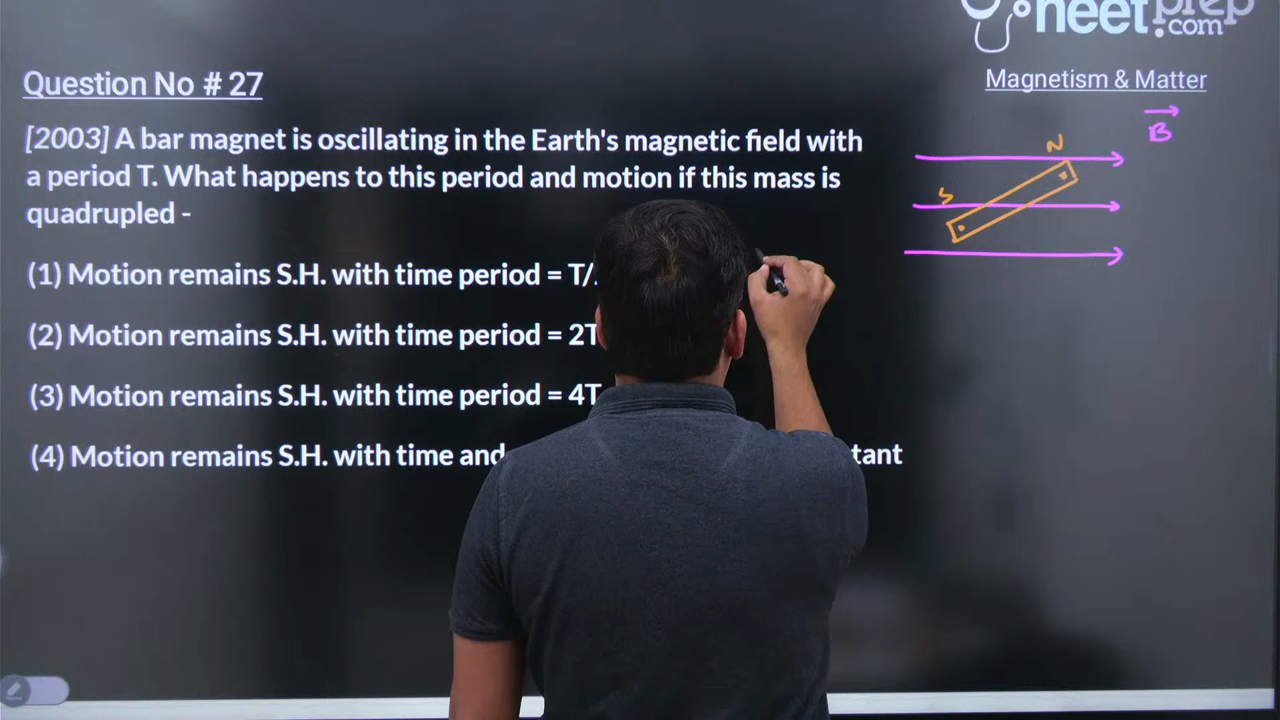 neetprep
.com
Question No # 27
Magnetism & Matter
B
[2003] A bar magnet is oscillating in the Earth's magnetic field with
a period T. What happens to this period and motion if this mass is
quadrupled -
N
S
(1) Motion remains S.H. with time period = T/
(2) Motion remains S.H. with time period = 2T
(3) Motion remains S.H. with time period = 4T
(4) Motion remains S.H. with time and